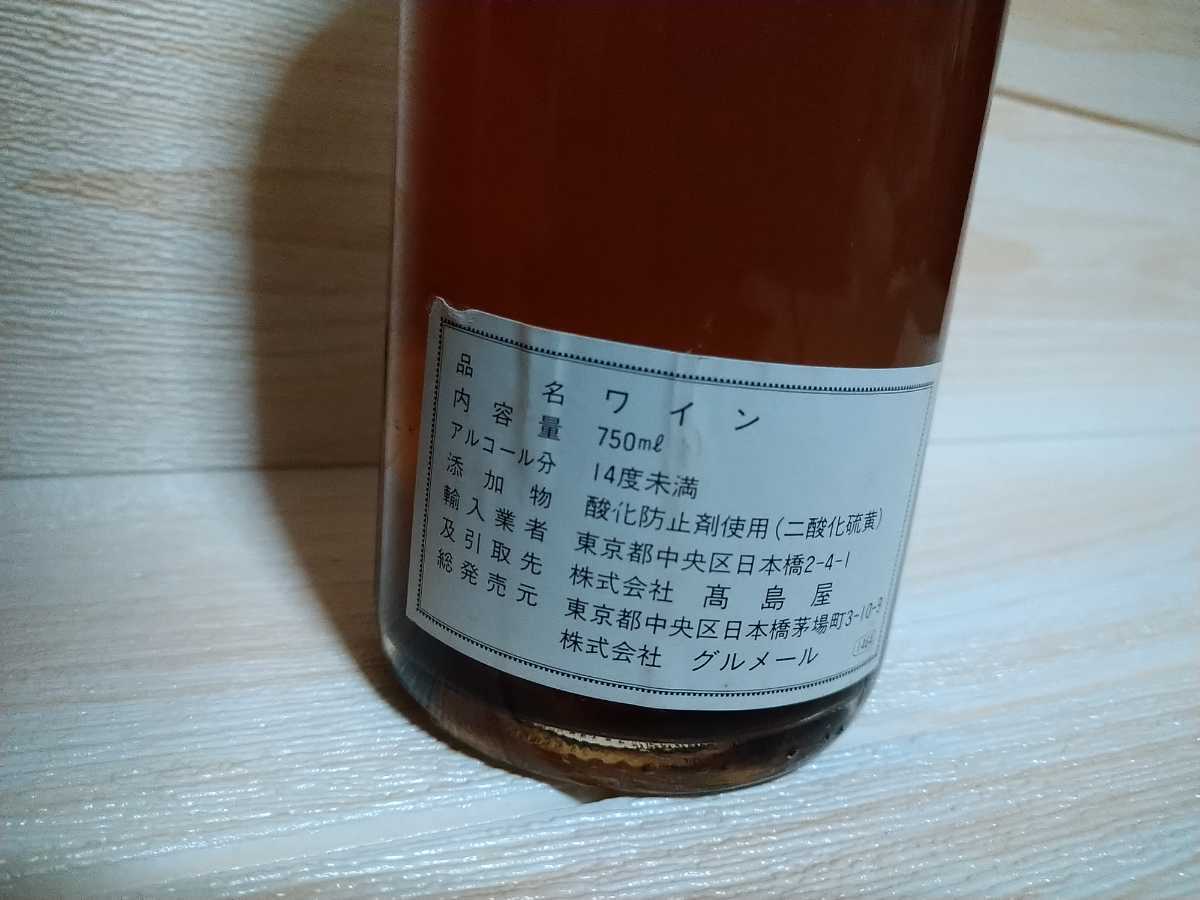 品名 ワイン
内容量 750ml
アルコール分 14度未満
添加物 酸化防止剤使用(二酸化硫黄)
輸入業者 東京都中央区日本橋2-4-1
及引取先 株式会社 髙島屋
総発売元 東京都中央区日本橋茅場町3-10-9
株式会社 グルメール